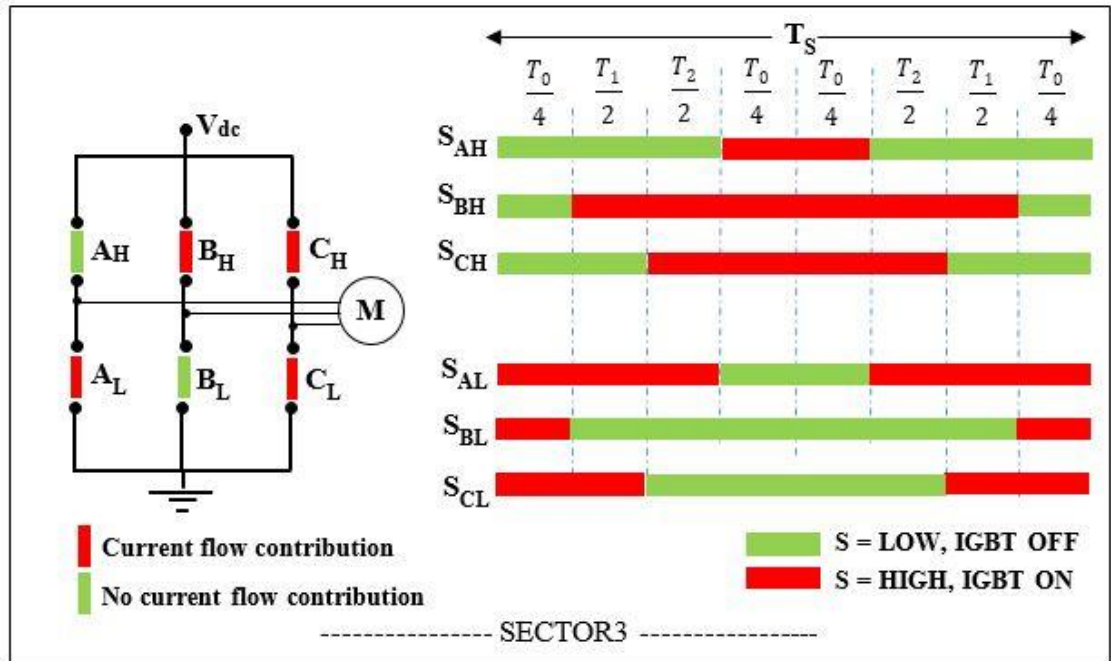 T_S
T_0/4 T_1/2 T_2/2 T_0/4 T_0/4 T_2/2 T_1/2 T_0/4
Vdc
A_H B_H C_H
M
A_L B_L C_L
S_AH
S_BH
S_CH
S_AL
S_BL
S_CL
Current flow contribution
No current flow contribution
S = LOW, IGBT OFF
S = HIGH, IGBT ON
---------------- SECTOR3 ----------------